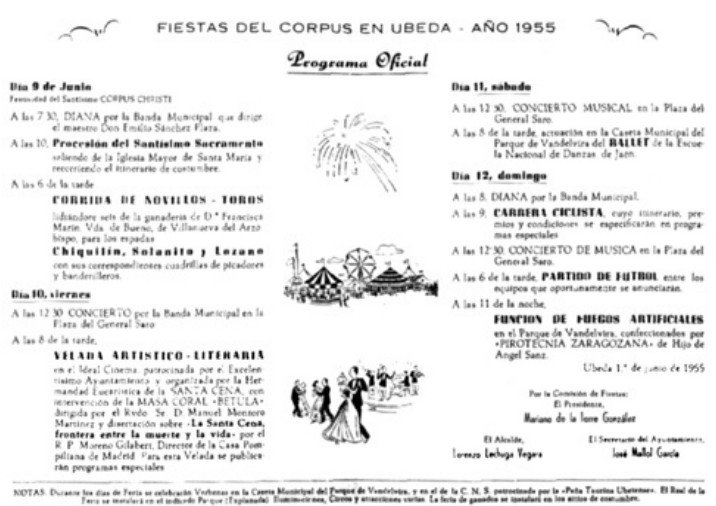 FIESTAS DEL CORPUS EN UBEDA - AÑO 1955
Programa Oficial
Día 9 de Junio
Festividad del Santísimo CORPUS CHRISTI
A las 7'30, DIANA por la Banda Municipal que dirige
el maestro Don Emilio Sánchez Plaza.
A las 10, Procesión del Santísimo Sacramento
saliendo de la Iglesia Mayor de Santa María y
recorriendo el itinerario de costumbre.
A las 6 de la tarde
CORRIDA DE NOVILLOS - TOROS
lidiándose seis de la ganadería de D.ª Francisca
Marín, Vda. de Bueno, de Villanueva del Arzo-
bispo, para los espadas
Chiquilín, Solanito y Lozano
con sus correspondientes cuadrillas de picadores
y banderilleros.
Día 10, viernes
A las 12'30 CONCIERTO por la Banda Municipal en la
Plaza del General Saro
A las 8 de la tarde,
VELADA ARTISTICO - LITERARIA
en el Ideal Cinema, patrocinada por el Excelen-
tísimo Ayuntamiento y organizada por la Her-
mandad Eucarística de la SANTA CENA, con
intervención de la MASA CORAL «BETULA»
dirigida por el Rvdo. Sr. D. Manuel Montoro
Martínez y disertación sobre «La Santa Cena,
frontera entre la muerte y la vida» por el
R. P. Moreno Gilabert, Director de la Casa Pom-
piliana de Madrid. Para esta Velada se publica-
rán programas especiales
Día 11, sábado
A las 12'30, CONCIERTO MUSICAL en la Plaza del
General Saro.
A las 8 de la tarde, actuación en la Caseta Municipal del
Parque de Vandelvira del BALLET de la Escue-
la Nacional de Danzas, de Jaén.
Día 12, domingo
A las 8, DIANA por la Banda Municipal.
A las 9, CARRERA CICLISTA, cuyo itinerario, pre-
mios y condiciones se especificarán en progra-
mas especiales
A las 12'30, CONCIERTO DE MUSICA en la Plaza del
General Saro.
A las 6 de la tarde, PARTIDO DE FUTBOL entre los
equipos que oportunamente se anunciarán.
A las 11 de la noche,
FUNCION DE FUEGOS ARTIFICIALES
en el Parque de Vandelvira, confeccionados por
«PIROTECNIA ZARAGOZANA» de Hijo de
Angel Sanz.
Ubeda 1.º de junio de 1955
Por la Comisión de Fiestas:
El Presidente,
Mariano de la Torre González
El Alcalde,
Lorenzo Lechuga Vegara
El Secretario del Ayuntamiento,
José Mallol García
NOTAS: Durante los días de Feria se celebrarán Verbenas en la Caseta Municipal del Parque de Vandelvira, y en el de la C. N. S. patrocinada por la «Peña Taurina Ubetense». El Real de la
Feria se instalará en el indicado Parque (Explanada). Iluminaciones, Circos y atracciones varias. La feria de ganados se instalará en los sitios de costumbre.